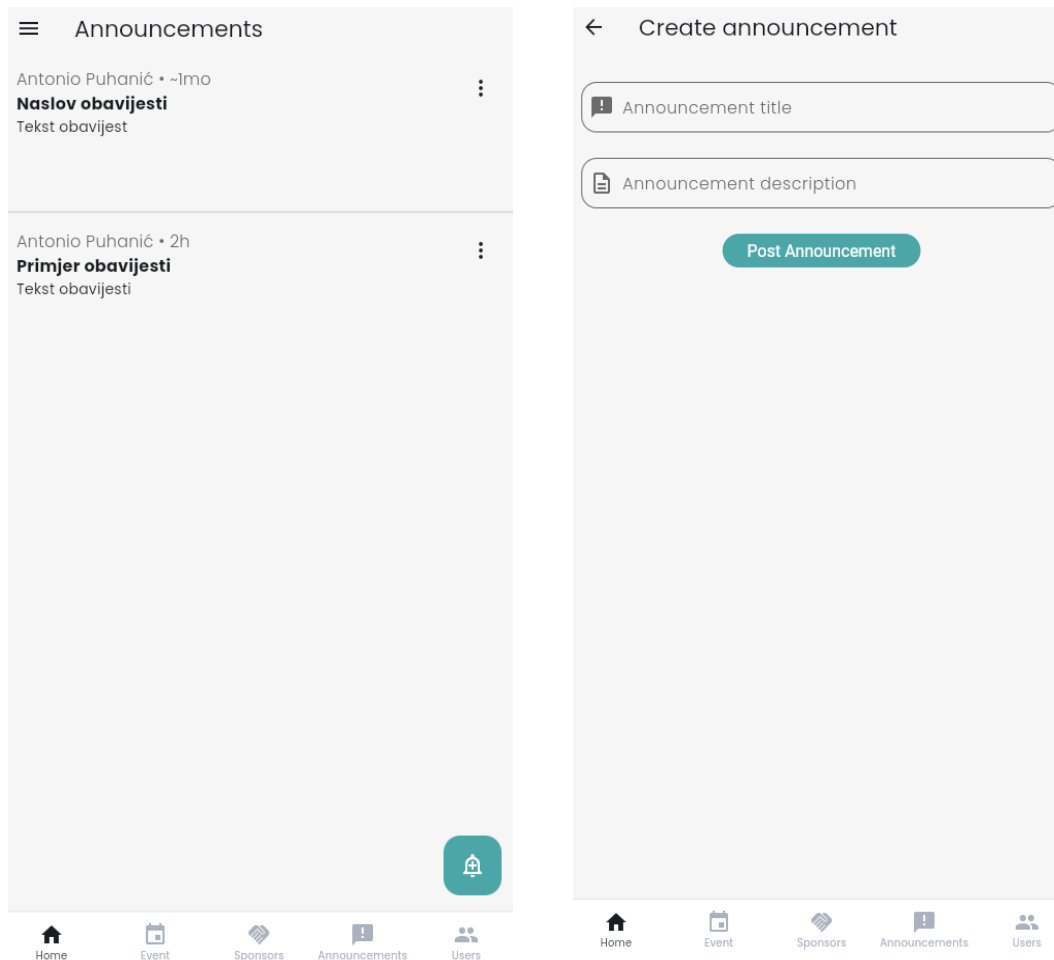 Announcements
Antonio Puhanić • ~1mo
Naslov obavijesti
Tekst obavijest
Antonio Puhanić • 2h
Primjer obavijesti
Tekst obavijesti
Home Event Sponsors Announcements Users
Create announcement
Announcement title
Announcement description
Post Announcement
Home Event Sponsors Announcements Users